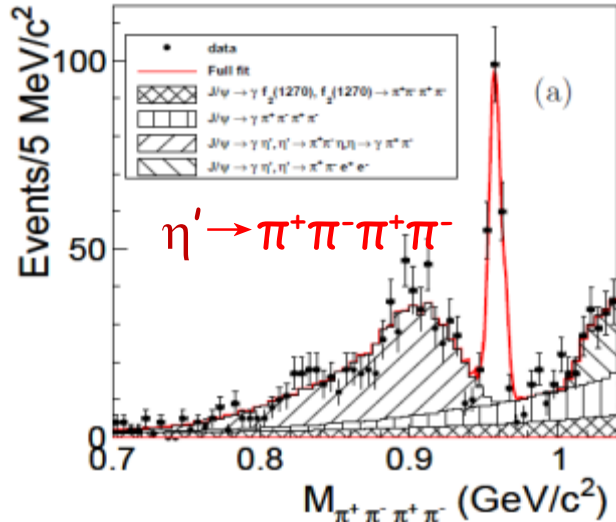 Events/5 MeV/c²
100
50
0
data
Full fit
J/ψ → γ f₂(1270), f₂(1270) → π⁺π⁻π⁺π⁻
J/ψ → γ π⁺ π⁻ π⁺ π⁻
J/ψ → γ η′, η′ → π⁺π⁻η,η→ γ π⁺π⁻
J/ψ → γ η′, η′ → π⁺ π⁻ e⁺ e⁻
(a)
η′ → π⁺π⁻π⁺π⁻
0.7 0.8 0.9 1
M π⁺ π⁻ π⁺ π⁻ (GeV/c²)